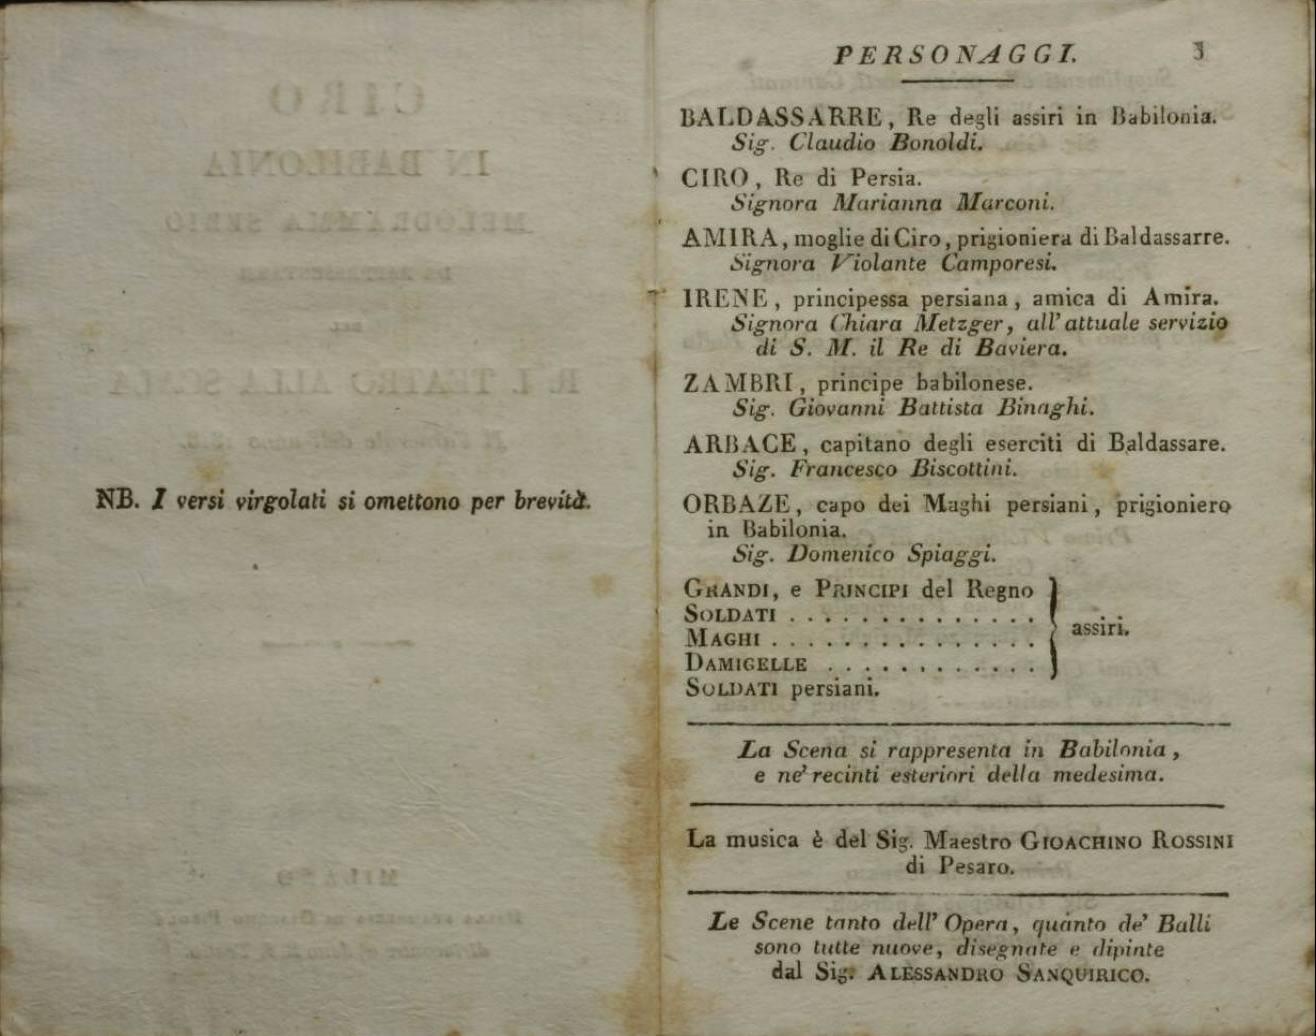 NB. I versi virgolati si omettono per brevità.
PERSONAGGI. 3
BALDASSARRE, Re degli assiri in Babilonia.
Sig. Claudio Bonoldi.
CIRO, Re di Persia.
Signora Marianna Marconi.
AMIRA, moglie di Ciro, prigioniera di Baldassarre.
Signora Violante Camporesi.
IRENE, principessa persiana, amica di Amira.
Signora Chiara Metzger, all'attuale servizio
di S. M. il Re di Baviera.
ZAMBRI, principe babilonese.
Sig. Giovanni Battista Binaghi.
ARBACE, capitano degli eserciti di Baldassare.
Sig. Francesco Biscottini.
ORBAZE, capo dei Maghi persiani, prigioniero
in Babilonia.
Sig. Domenico Spiaggi.
GRANDI, e PRINCIPI del Regno
SOLDATI . . . . . . . . . . . . . .
MAGHI . . . . . . . . . . . . . . .
DAMIGELLE . . . . . . . . . . . .
assiri.
SOLDATI persiani.
La Scena si rappresenta in Babilonia,
e ne' recinti esteriori della medesima.
La musica è del Sig. Maestro GIOACHINO ROSSINI
di Pesaro.
Le Scene tanto dell' Opera, quanto de' Balli
sono tutte nuove, disegnate e dipinte
dal Sig. ALESSANDRO SANQUIRICO.